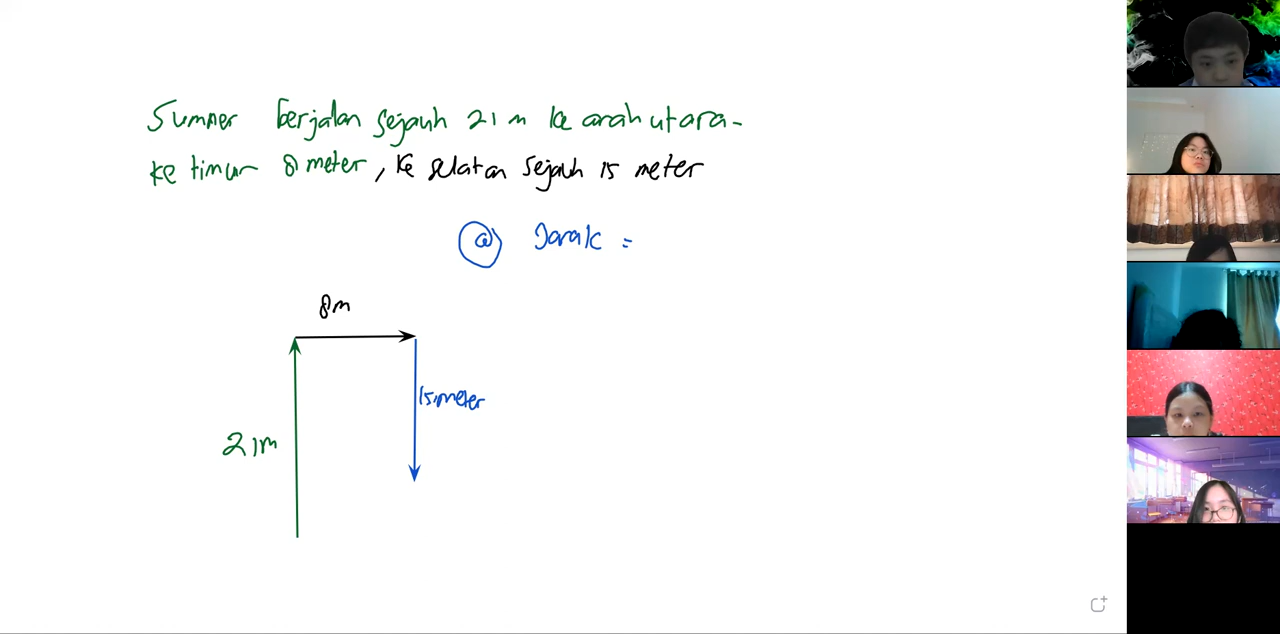 Sumner berjalan sejauh 21 m ke arah utara-
ke timur 8 meter, ke selatan sejauh 15 meter
@ Jarak =
8m
15 meter
21m